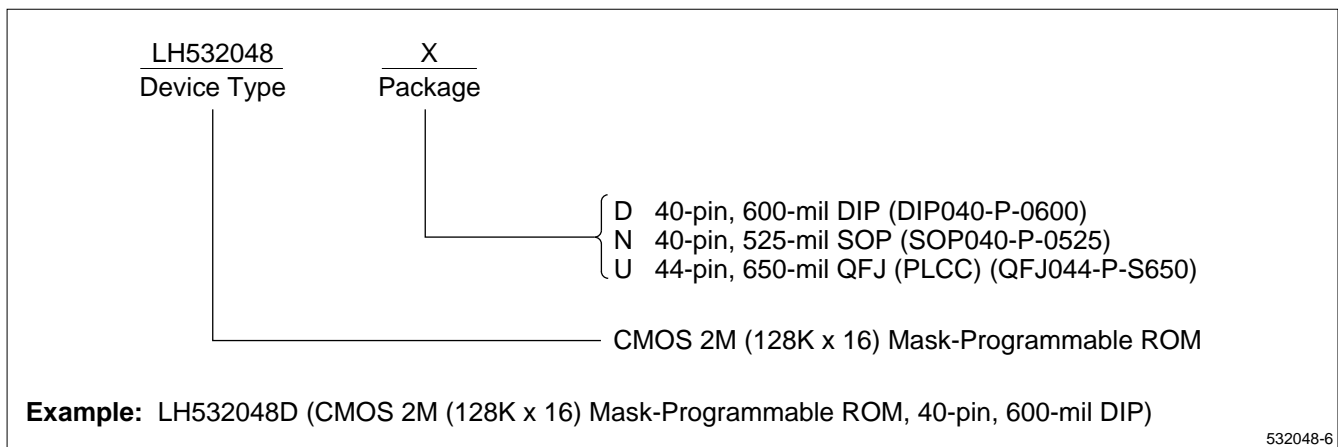 LH532048 X
Device Type Package
D 40-pin, 600-mil DIP (DIP040-P-0600)
N 40-pin, 525-mil SOP (SOP040-P-0525)
U 44-pin, 650-mil QFJ (PLCC) (QFJ044-P-S650)
CMOS 2M (128K x 16) Mask-Programmable ROM
Example: LH532048D (CMOS 2M (128K x 16) Mask-Programmable ROM, 40-pin, 600-mil DIP)
532048-6